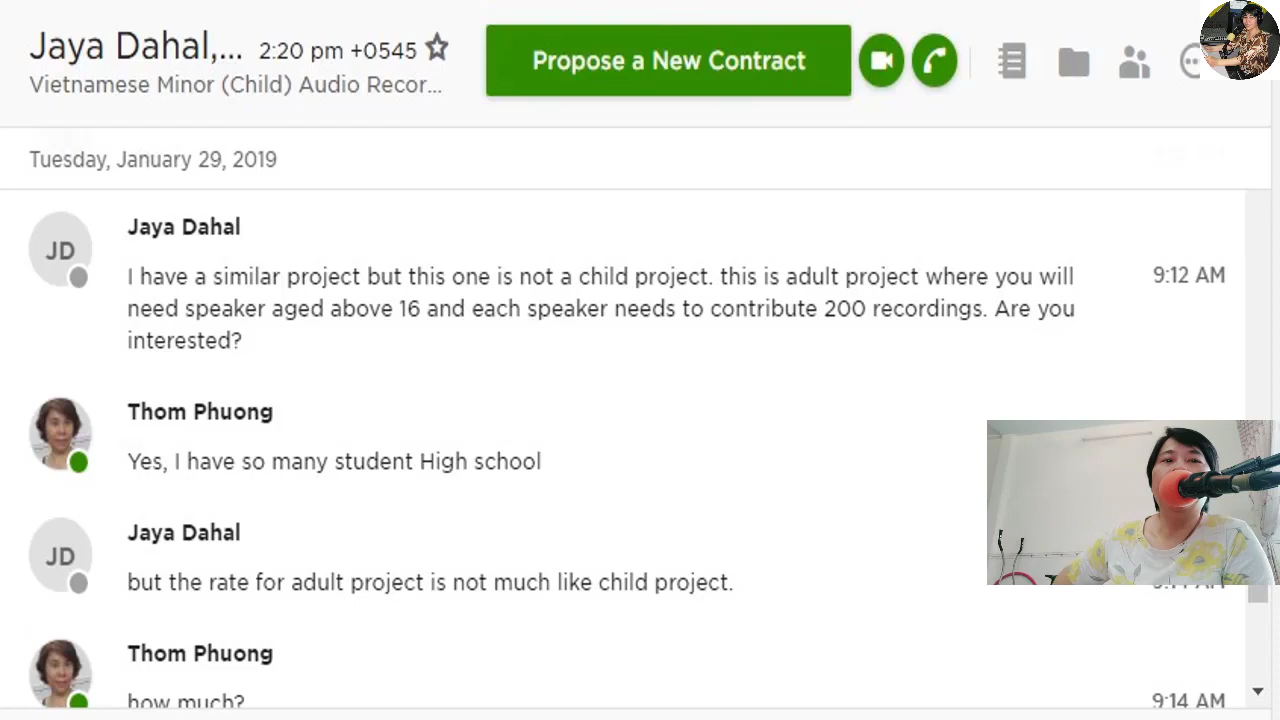 Jaya Dahal,... 2:20 pm +0545
Propose a New Contract
Vietnamese Minor (Child) Audio Recor...
Tuesday, January 29, 2019
JD
Jaya Dahal
I have a similar project but this one is not a child project. this is adult project where you will
9:12 AM
need speaker aged above 16 and each speaker needs to contribute 200 recordings. Are you
interested?
Thom Phuong
Yes, I have so many student High school
JD
Jaya Dahal
but the rate for adult project is not much like child project.
Thom Phuong
how much?
9:14 AM